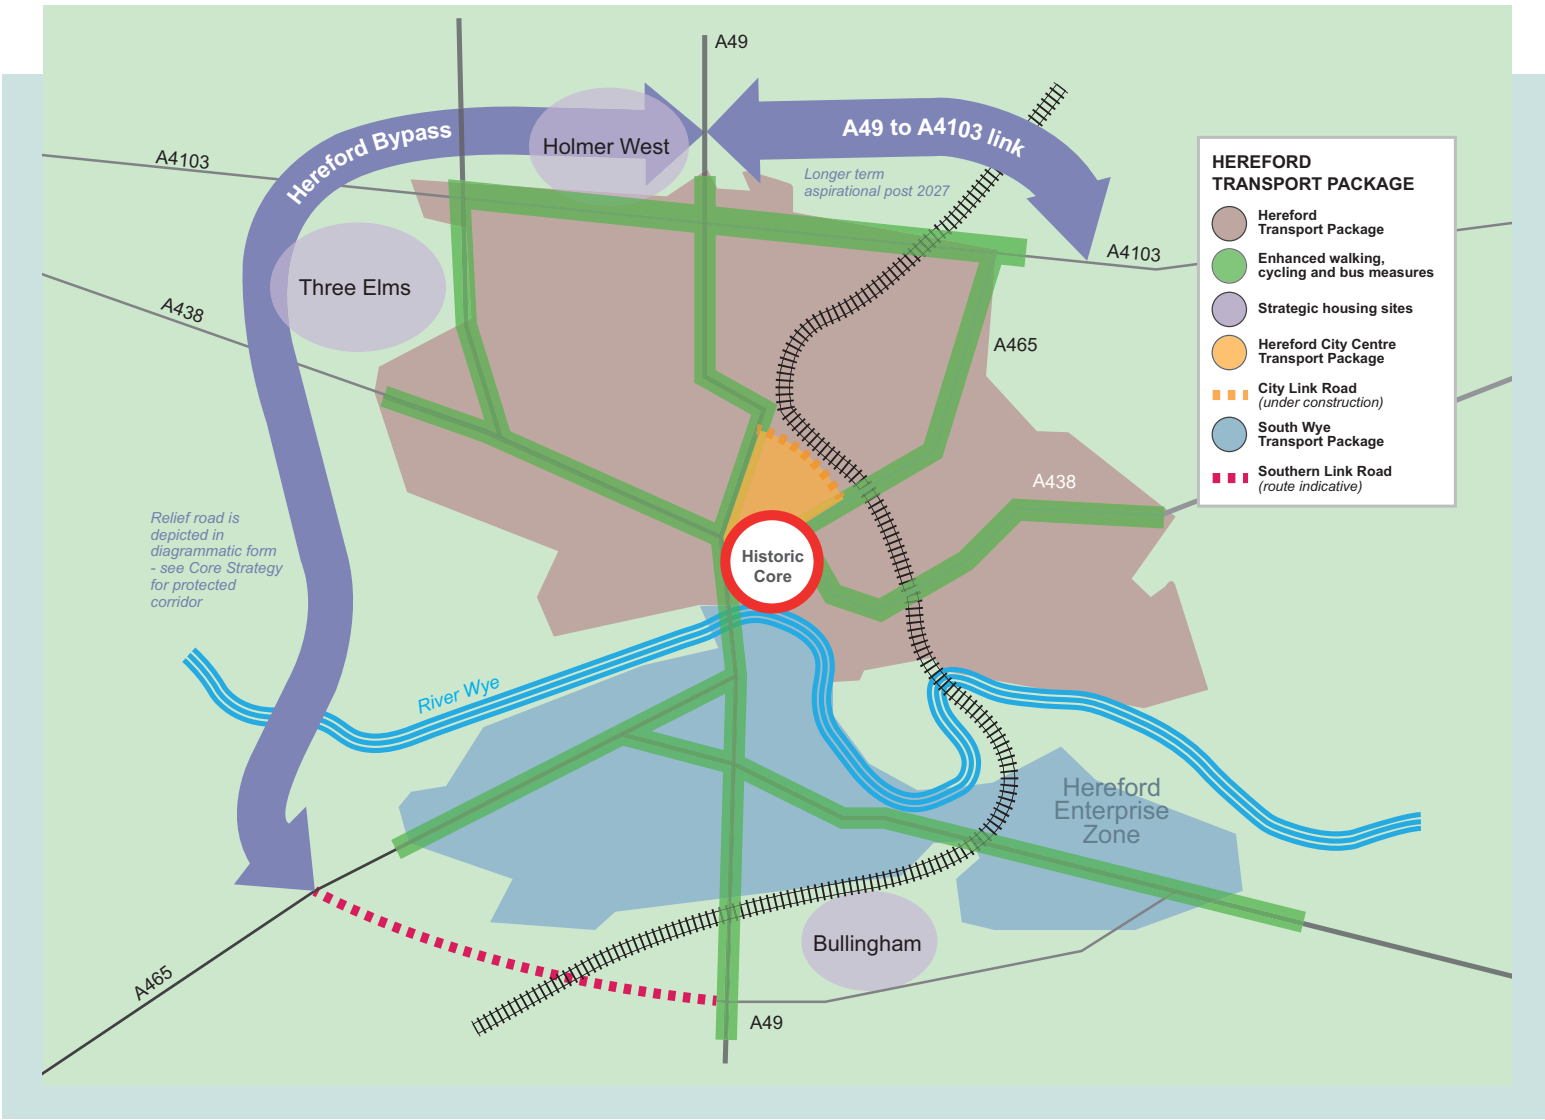 A49
Hereford Bypass
A49 to A4103 link
Holmer West
A4103
Longer term
aspirational post 2027
A4103
Three Elms
A438
A465
A438
Historic
Core
Relief road is
depicted in
diagrammatic form
- see Core Strategy
for protected
corridor
River Wye
Hereford
Enterprise
Zone
Bullingham
A465
A49
HEREFORD
TRANSPORT PACKAGE
Hereford
Transport Package
Enhanced walking,
cycling and bus measures
Strategic housing sites
Hereford City Centre
Transport Package
City Link Road
(under construction)
South Wye
Transport Package
Southern Link Road
(route indicative)